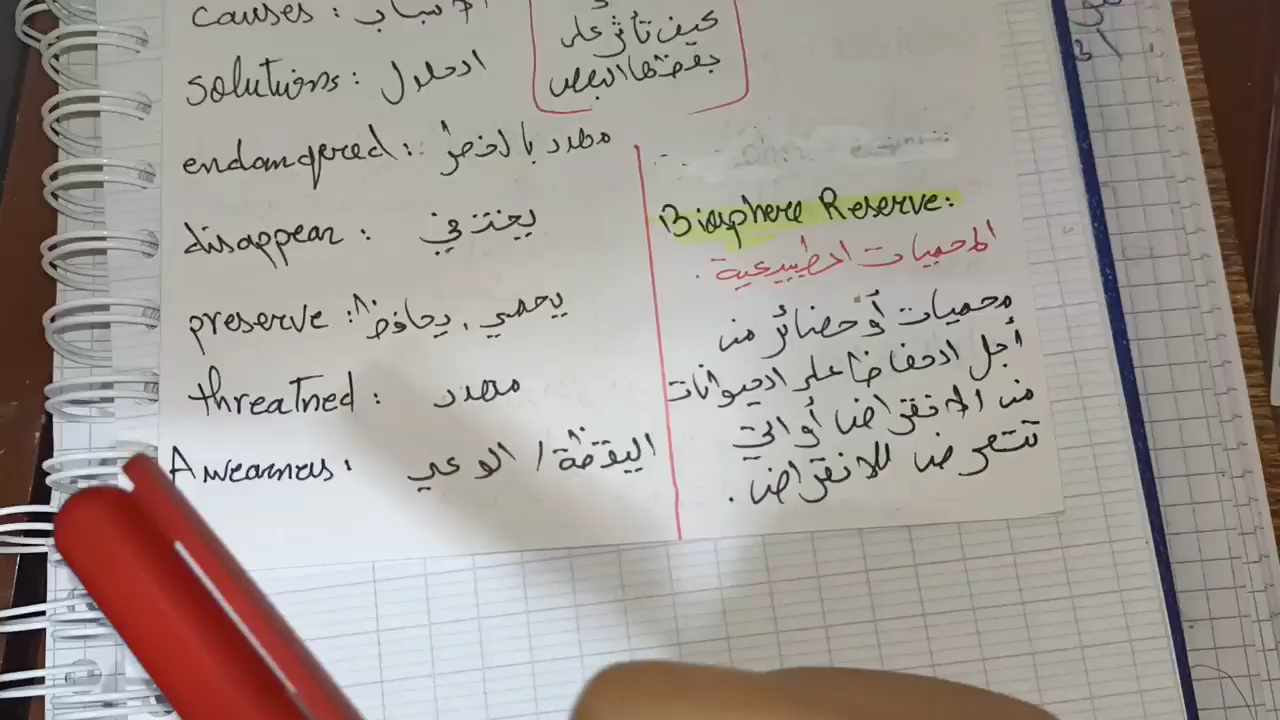 causes : الأسباب
solutions : الحلول
endangered : مهدد بالخطر
disappear : يختفي
preserve : يحمي , يحافظ
threatned : مهدد
Awearness : اليقظة / الوعي
كيف تأثر على
بعضها البعض
Biosphere Reserve:
المحميات الطبيعية .
محميات أو حضائر من
أجل الحفاظ على الحيوانات
من الانقراض أو التي
تتعرض للانقراض .